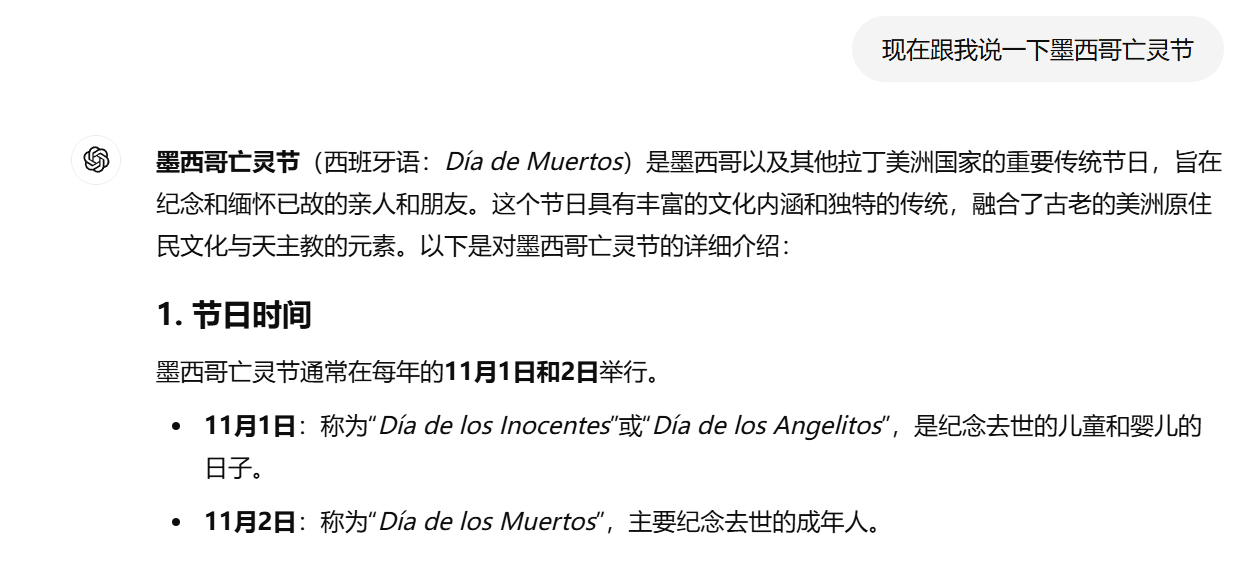 现在跟我说一下墨西哥亡灵节
墨西哥亡灵节（西班牙语：Día de Muertos）是墨西哥以及其他拉丁美洲国家的重要传统节日，旨在
纪念和缅怀已故的亲人和朋友。这个节日具有丰富的文化内涵和独特的传统，融合了古老的美洲原住
民文化与天主教的元素。以下是对墨西哥亡灵节的详细介绍：
1. 节日时间
墨西哥亡灵节通常在每年的11月1日和2日举行。
• 11月1日：称为“Día de los Inocentes”或“Día de los Angelitos”，是纪念去世的儿童和婴儿的
日子。
• 11月2日：称为“Día de los Muertos”，主要纪念去世的成年人。